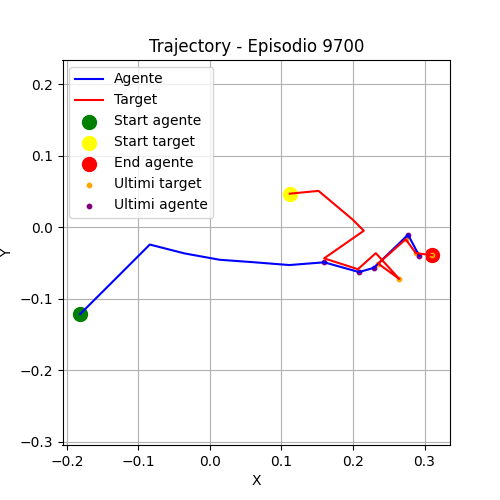 Trajectory - Episodio 9700
Agente
Target
Start agente
Start target
End agente
Ultimi target
Ultimi agente
0.2
0.1
0.0
−0.1
−0.2
−0.3
Y
−0.2
−0.1
0.0
0.1
0.2
0.3
X